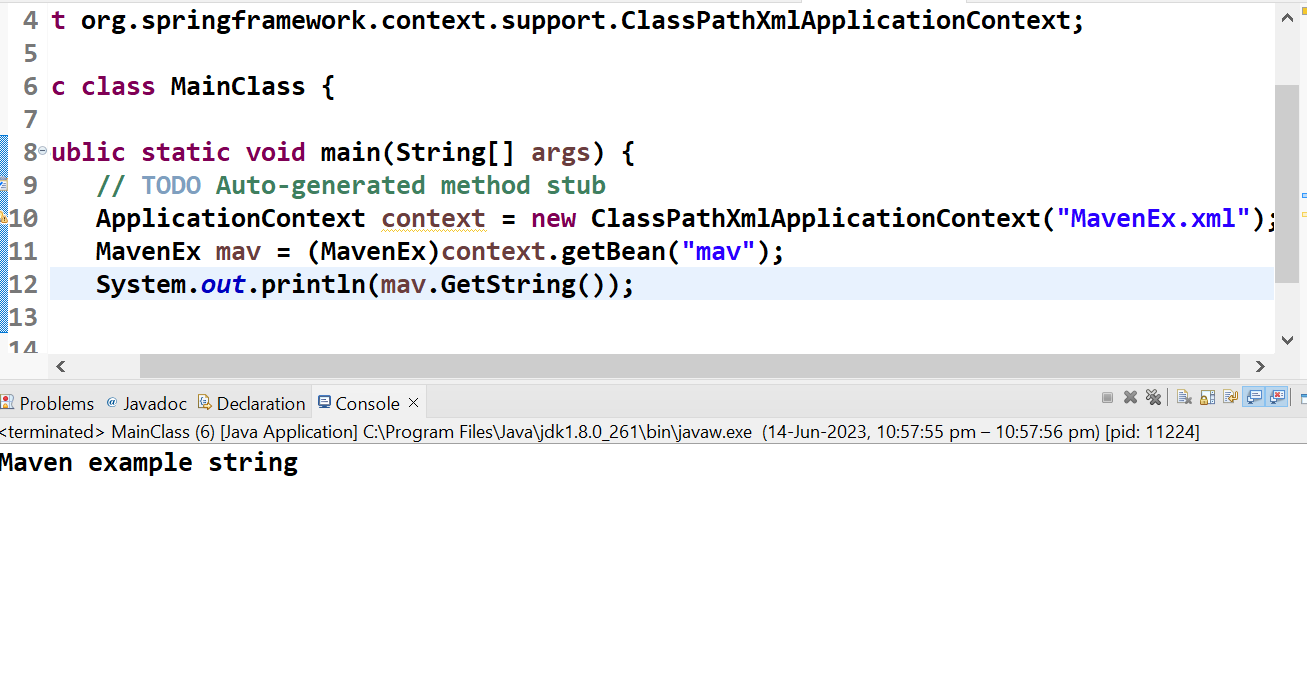 4 t org.springframework.context.support.ClassPathXmlApplicationContext;
5
6 c class MainClass {
7
8 ublic static void main(String[] args) {
9 // TODO Auto-generated method stub
10 ApplicationContext context = new ClassPathXmlApplicationContext("MavenEx.xml");
11 MavenEx mav = (MavenEx)context.getBean("mav");
12 System.out.println(mav.GetString());
13
14
Problems @ Javadoc Declaration Console
<terminated> MainClass (6) [Java Application] C:\Program Files\Java\jdk1.8.0_261\bin\javaw.exe (14-Jun-2023, 10:57:55 pm – 10:57:56 pm) [pid: 11224]
Maven example string